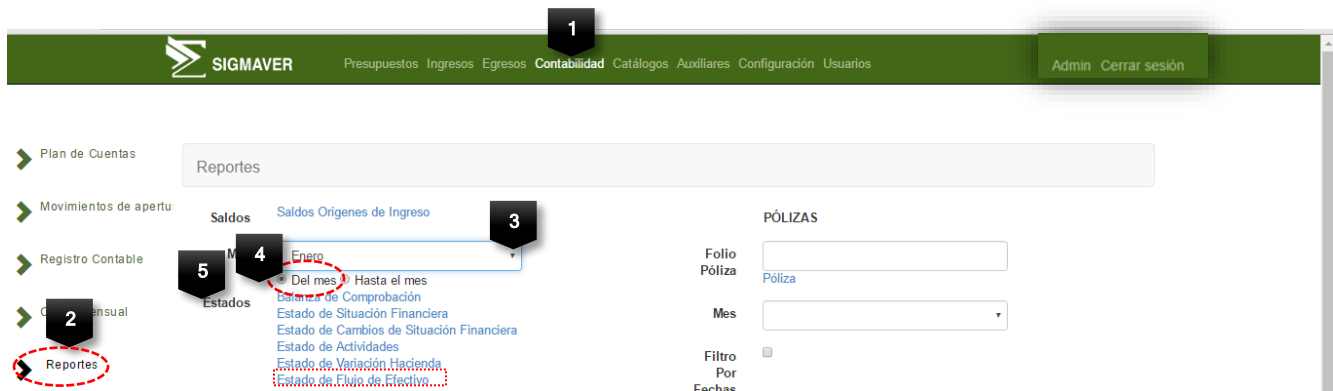 1
SIGMAVER
Presupuestos Ingresos Egresos Contabilidad Catálogos Auxiliares Configuración Usuarios
Admin Cerrar sesión
Plan de Cuentas
Movimientos de apertu
Registro Contable
ensual
2
Reportes
Reportes
Saldos
Saldos Origenes de Ingreso
3
4
Enero
5
Del mes Hasta el mes
Estados
Balanza de Comprobación
Estado de Situación Financiera
Estado de Cambios de Situación Financiera
Estado de Actividades
Estado de Variación Hacienda
Estado de Flujo de Efectivo
PÓLIZAS
Folio
Póliza
Póliza
Mes
Filtro
Por
Fechas